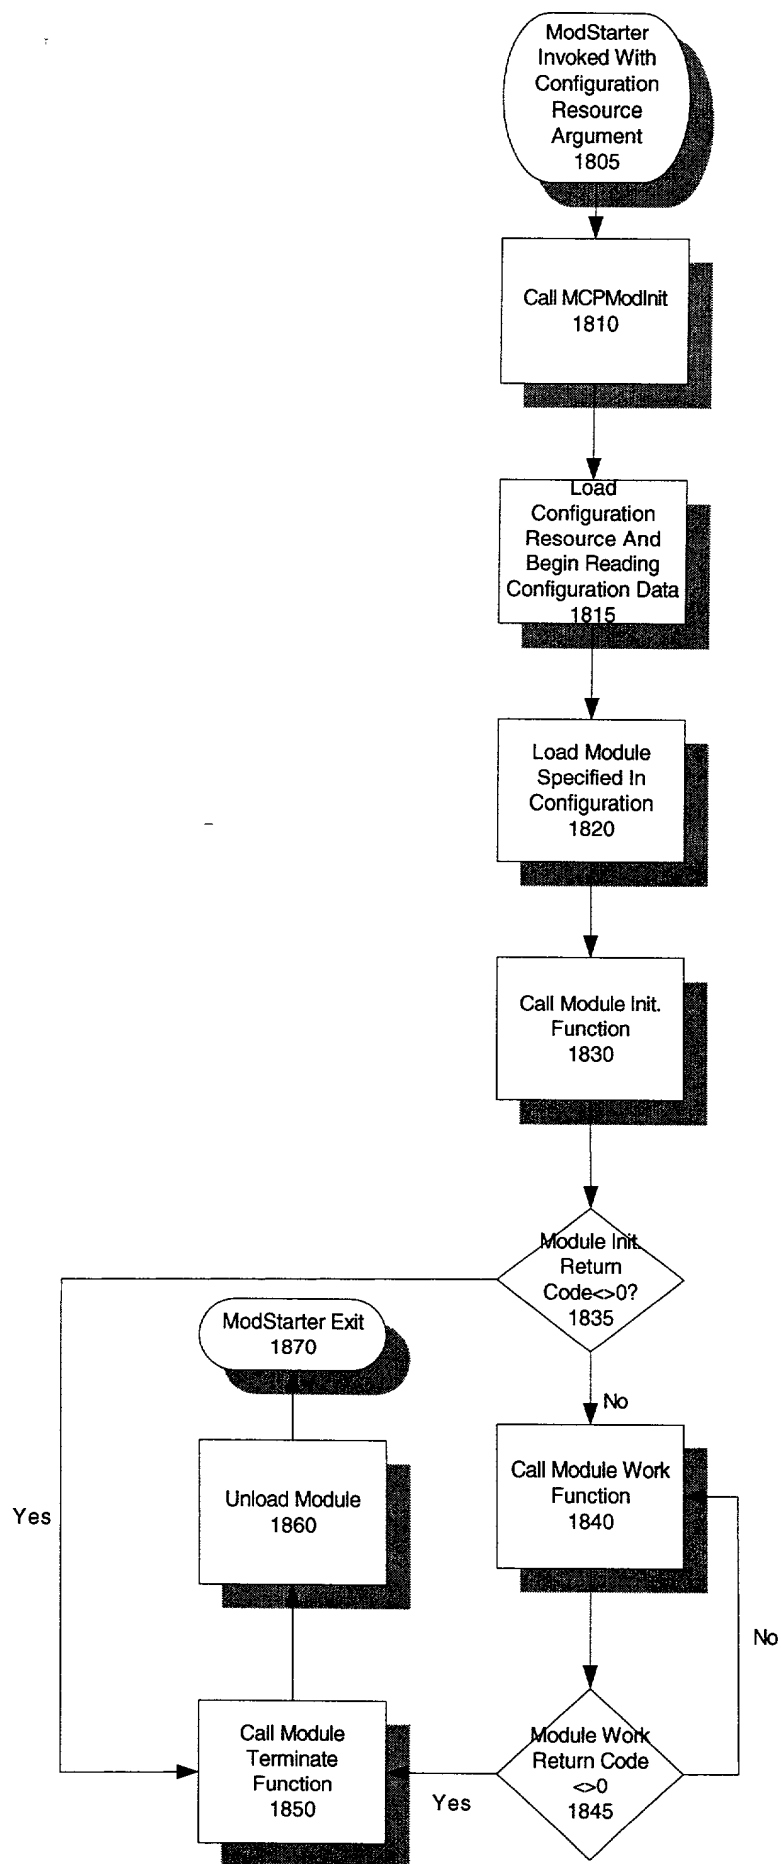 ModStarter
Invoked With
Configuration
Resource
Argument
1805
Call MCPModInit
1810
Load
Configuration
Resource And
Begin Reading
Configuration Data
1815
Load Module
Specified In
Configuration
1820
Call Module Init.
Function
1830
Module Init.
Return
Code<>0?
1835
ModStarter Exit
1870
No
Call Module Work
Function
1840
Unload Module
1860
Yes
No
Call Module
Terminate
Function
1850
Module Work
Return Code
<>0
1845
Yes